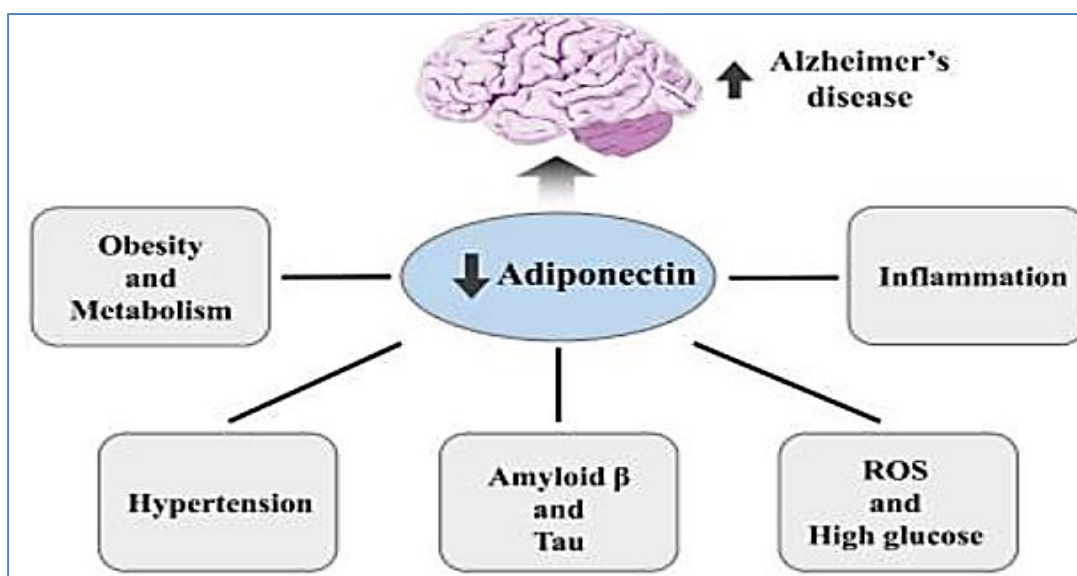 Alzheimer's
disease
Adiponectin
Obesity
and
Metabolism
Inflammation
Hypertension
Amyloid β
and
Tau
ROS
and
High glucose